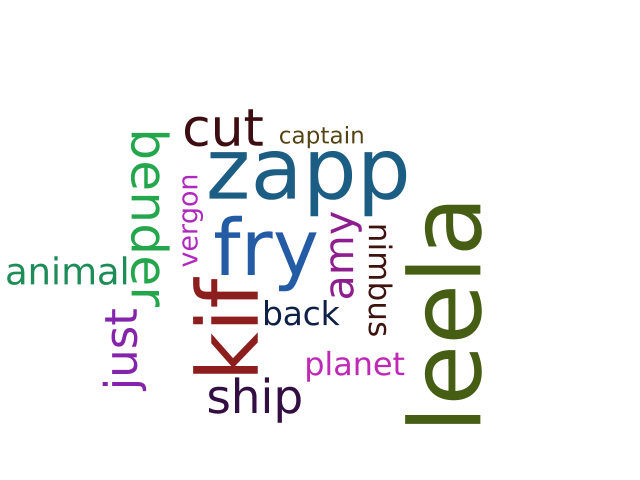 cut
captain
zapp
bender
vergon
fry
amy
nimbus
leela
animal
kif
back
just
planet
ship